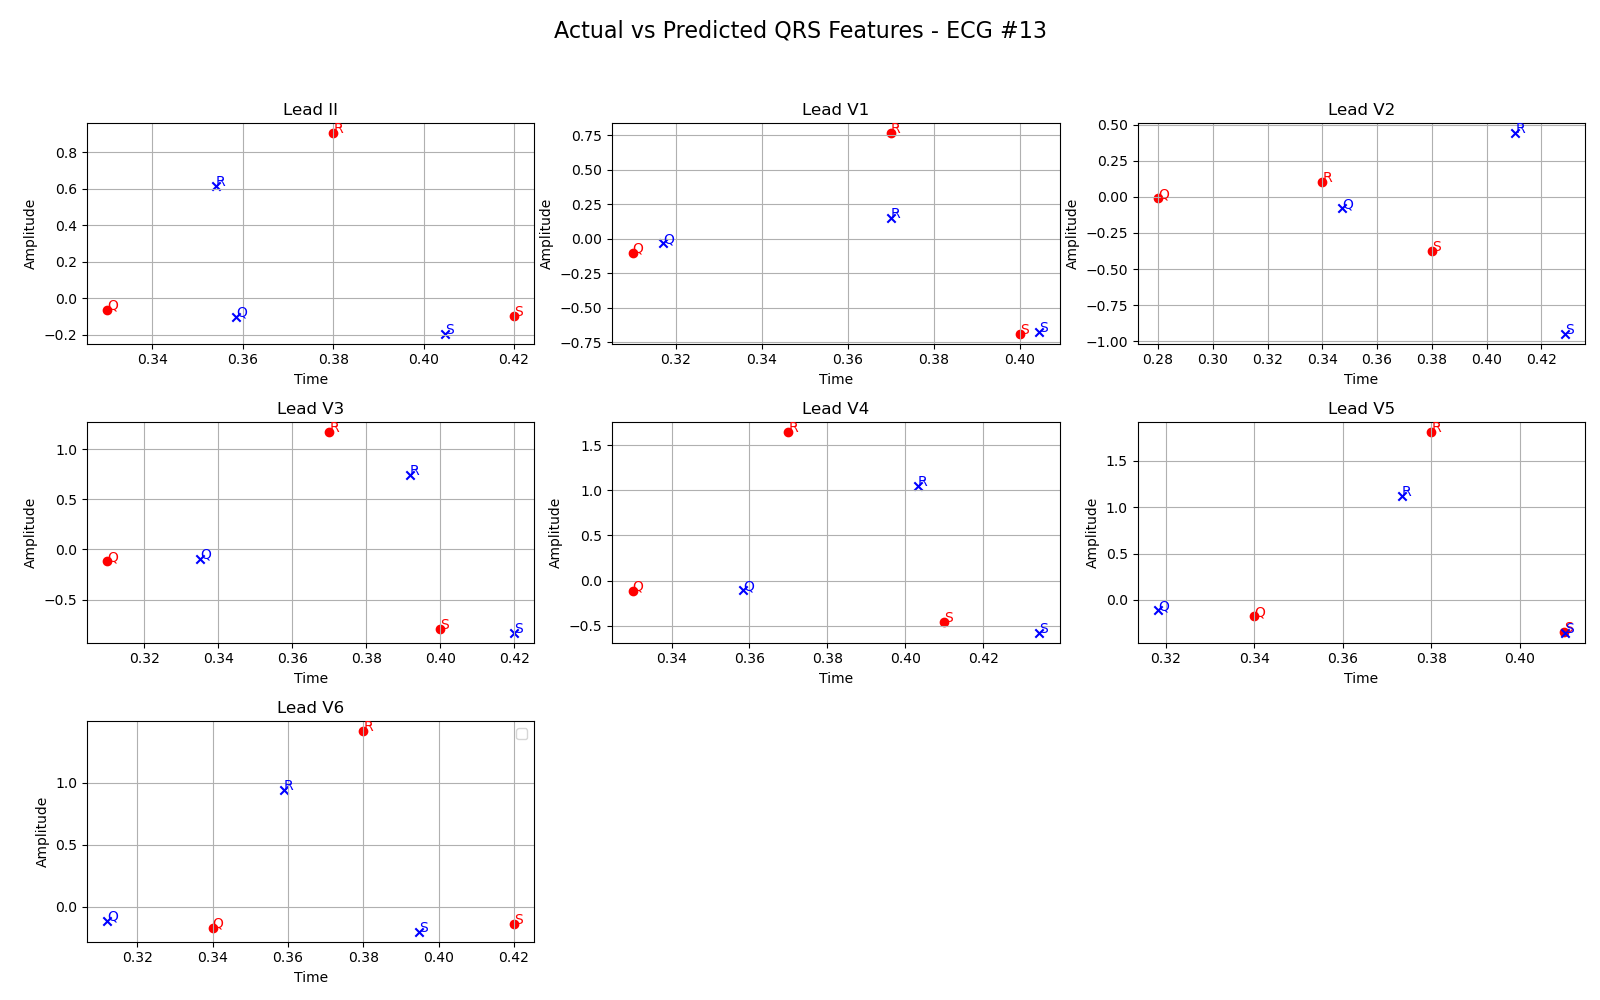 Actual vs Predicted QRS Features - ECG #13
Lead II
Amplitude
0.8
0.6
0.4
0.2
0.0
−0.2
R
R
Q
Q
S
S
0.34 0.36 0.38 0.40 0.42
Time
Lead V1
Amplitude
0.75
0.50
0.25
0.00
−0.25
−0.50
−0.75
R
R
Q
Q
S
S
0.32 0.34 0.36 0.38 0.40
Time
Lead V2
Amplitude
0.50
0.25
0.00
−0.25
−0.50
−0.75
−1.00
R
Q
R
Q
S
S
0.28 0.30 0.32 0.34 0.36 0.38 0.40 0.42
Time
Lead V3
Amplitude
1.0
0.5
0.0
−0.5
R
R
Q
Q
S
S
0.32 0.34 0.36 0.38 0.40 0.42
Time
Lead V4
Amplitude
1.5
1.0
0.5
0.0
−0.5
R
R
Q
Q
S
S
0.34 0.36 0.38 0.40 0.42
Time
Lead V5
Amplitude
1.5
1.0
0.5
0.0
R
R
Q
Q
S
S
0.32 0.34 0.36 0.38 0.40
Time
Lead V6
Amplitude
1.0
0.5
0.0
R
R
Q
Q
S
S
0.32 0.34 0.36 0.38 0.40 0.42
Time